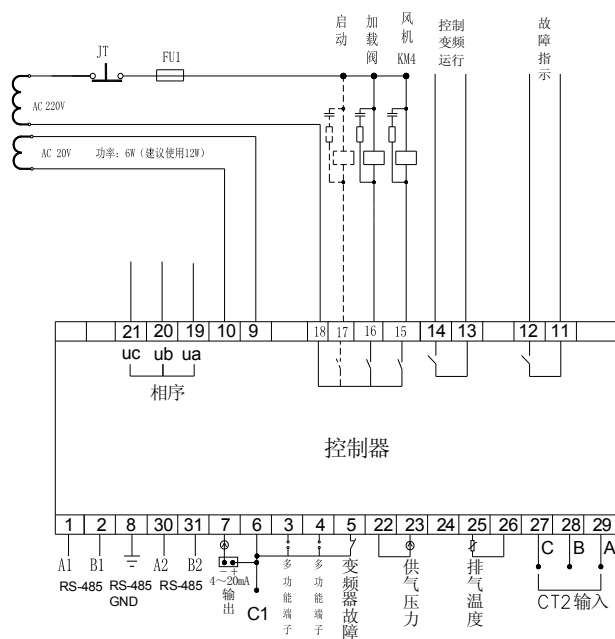 JT
FU1
启动
加载阀
风机
KM4
控制
变频
运行
故障
指示
AC 220V
AC 20V
功率：6W（建议使用12W）
21 20 19 10 9 18 17 16 15 14 13 12 11
uc ub ua
相序
控制器
1 2 8 30 31 7 6 3 4 5 22 23 24 25 26 27 28 29
A1 B1 A2 B2
− +
C B A
RS-485
RS-485
GND
RS-485
4～20mA
输出
C1
多功能端子
多功能端子
变频器故障
供气压力
排气温度
CT2输入